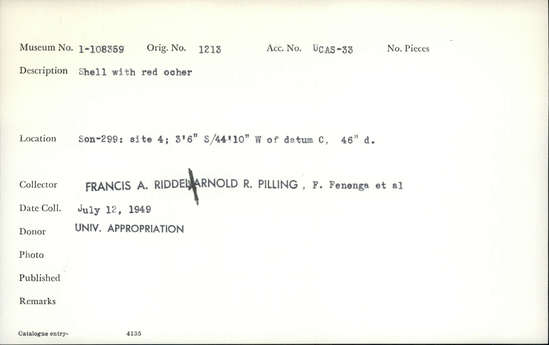 Museum No. 1-108359 Orig. No. 1213 Acc. No. UCAS-33 No. Pieces
Description Shell with red ocher
Location Son-299: site 4; 3'6" S/44'10" W of datum C, 46" d.
Collector FRANCIS A. RIDDELL/ARNOLD R. PILLING, F. Fenenga et al
Date Coll. July 12, 1949
Donor UNIV. APPROPRIATION
Photo
Published
Remarks
Catalogue entry- 4135